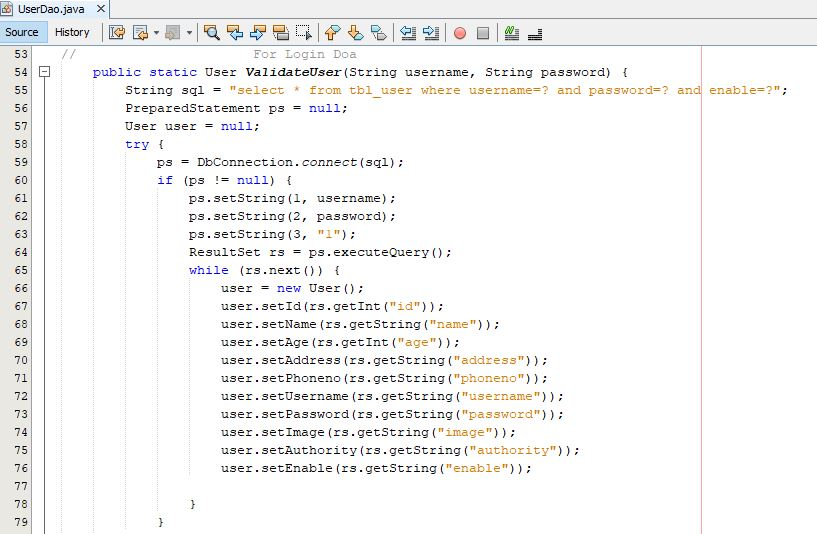 UserDao.java
Source History
53 // For Login Doa
54 public static User ValidateUser(String username, String password) {
55 String sql = "select * from tbl_user where username=? and password=? and enable=?";
56 PreparedStatement ps = null;
57 User user = null;
58 try {
59 ps = DbConnection.connect(sql);
60 if (ps != null) {
61 ps.setString(1, username);
62 ps.setString(2, password);
63 ps.setString(3, "1");
64 ResultSet rs = ps.executeQuery();
65 while (rs.next()) {
66 user = new User();
67 user.setId(rs.getInt("id"));
68 user.setName(rs.getString("name"));
69 user.setAge(rs.getInt("age"));
70 user.setAddress(rs.getString("address"));
71 user.setPhoneno(rs.getString("phoneno"));
72 user.setUsername(rs.getString("username"));
73 user.setPassword(rs.getString("password"));
74 user.setImage(rs.getString("image"));
75 user.setAuthority(rs.getString("authority"));
76 user.setEnable(rs.getString("enable"));
77
78 }
79 }